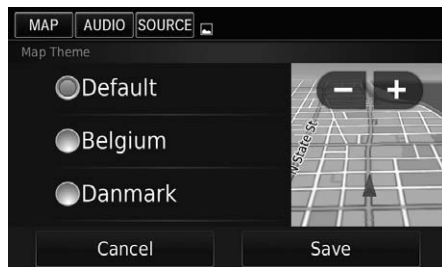 MAP AUDIO SOURCE
Map Theme
Default
Belgium
Danmark
N State St
Cancel Save